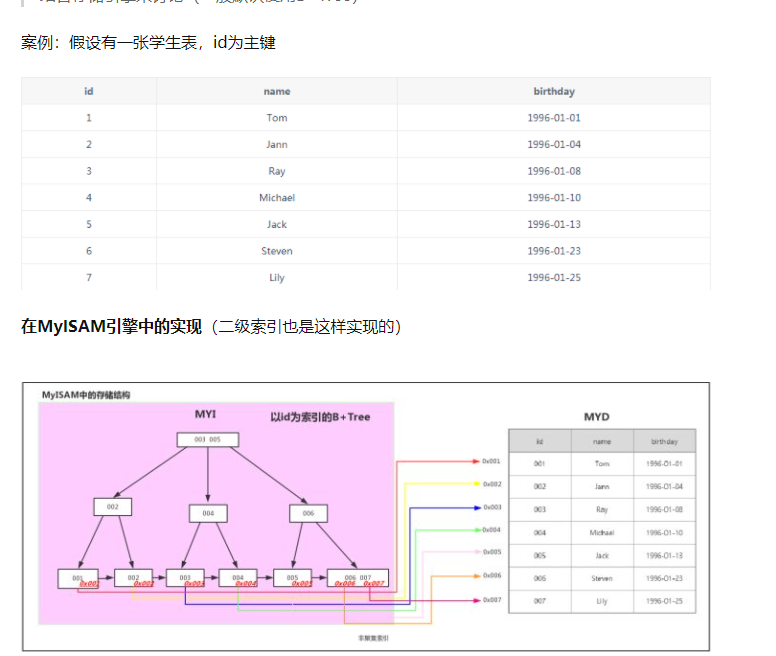 案例：假设有一张学生表，id为主键
id name birthday
1 Tom 1996-01-01
2 Jann 1996-01-04
3 Ray 1996-01-08
4 Michael 1996-01-10
5 Jack 1996-01-13
6 Steven 1996-01-23
7 Lily 1996-01-25
在MyISAM引擎中的实现（二级索引也是这样实现的）
MyISAM中的存储结构
MYI 以id为索引的B+Tree
003 005
002 004 006
001 002 003 004 005 006 007
0x001 0x002 0x003 0x004 0x005 0x006 0x007
0x001
0x002
0x003
0x004
0x005
0x006
0x007
MYD
id name birthday
001 Tom 1996-01-01
002 Jann 1996-01-04
003 Ray 1996-01-08
004 Michael 1996-01-10
005 Jack 1996-01-13
006 Steven 1996-01-23
007 Lily 1996-01-25
非聚集索引